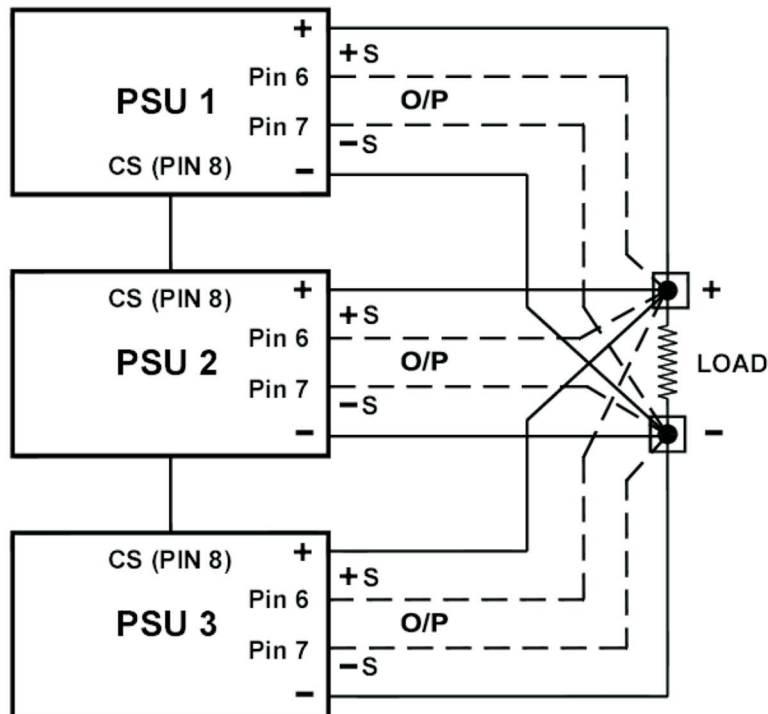 +
+S
Pin 6
PSU 1
O/P
Pin 7
-S
CS (PIN 8)
-
CS (PIN 8)
+
+
+S
Pin 6
PSU 2
O/P
LOAD
Pin 7
-S
-
-
CS (PIN 8)
+
+S
Pin 6
PSU 3
O/P
Pin 7
-S
-